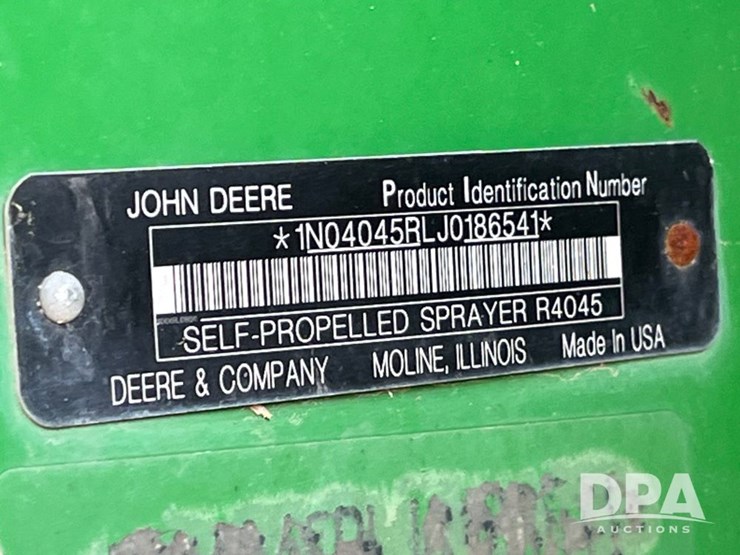 JOHN DEERE Product Identification Number
*1N04045RLJ0186541*
SELF-PROPELLED SPRAYER R4045
DEERE & COMPANY MOLINE, ILLINOIS Made In USA
DPA
AUCTIONS